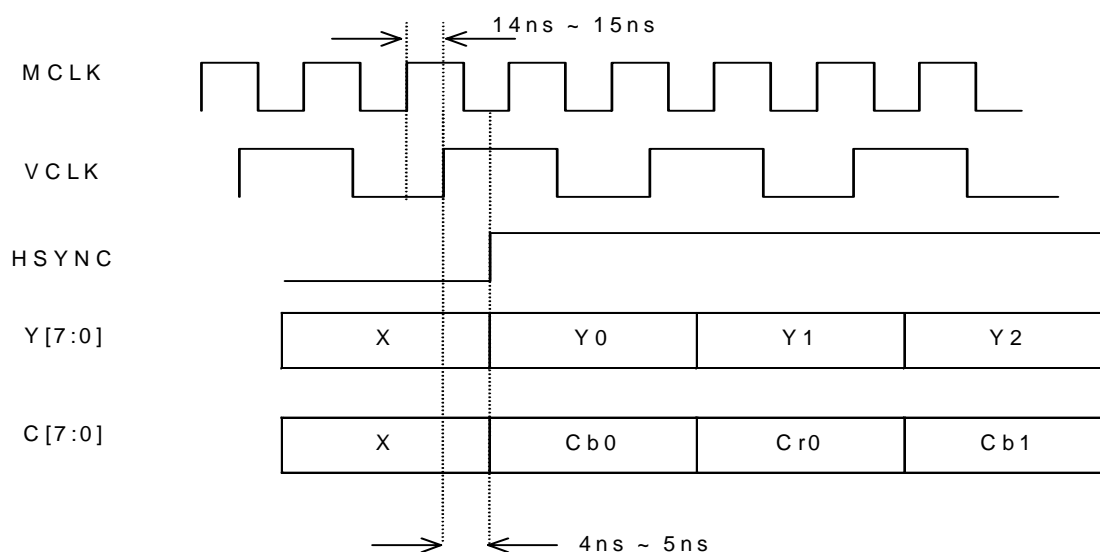 14ns ~ 15ns
MCLK
VCLK
HSYNC
Y[7:0] X Y0 Y1 Y2
C[7:0] X Cb0 Cr0 Cb1
4ns ~ 5ns